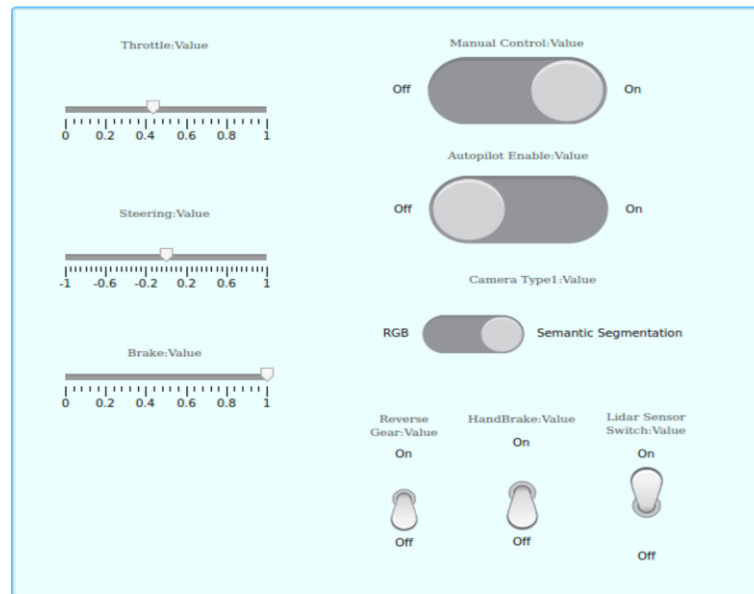 Throttle:Value
0 0.2 0.4 0.6 0.8 1
Steering:Value
-1 -0.6 -0.2 0.2 0.6 1
Brake:Value
0 0.2 0.4 0.6 0.8 1
Manual Control:Value
Off On
Autopilot Enable:Value
Off On
Camera Type1:Value
RGB Semantic Segmentation
Reverse
Gear:Value
On
Off
HandBrake:Value
On
Off
Lidar Sensor
Switch:Value
On
Off